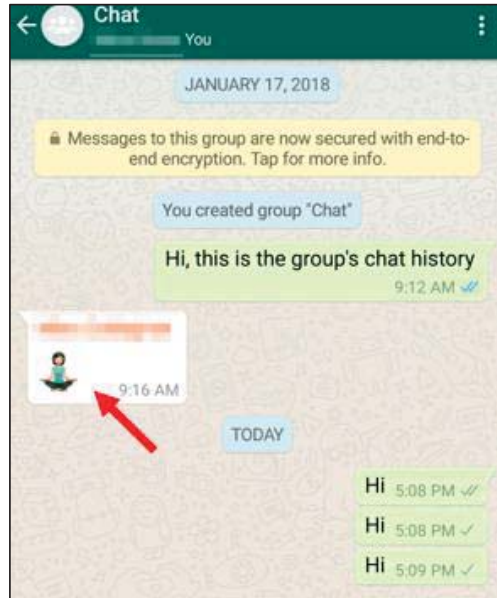 Chat
You
JANUARY 17, 2018
Messages to this group are now secured with end-to-
end encryption. Tap for more info.
You created group "Chat"
Hi, this is the group's chat history
9:12 AM
9:16 AM
TODAY
Hi 5:08 PM
Hi 5:08 PM
Hi 5:09 PM